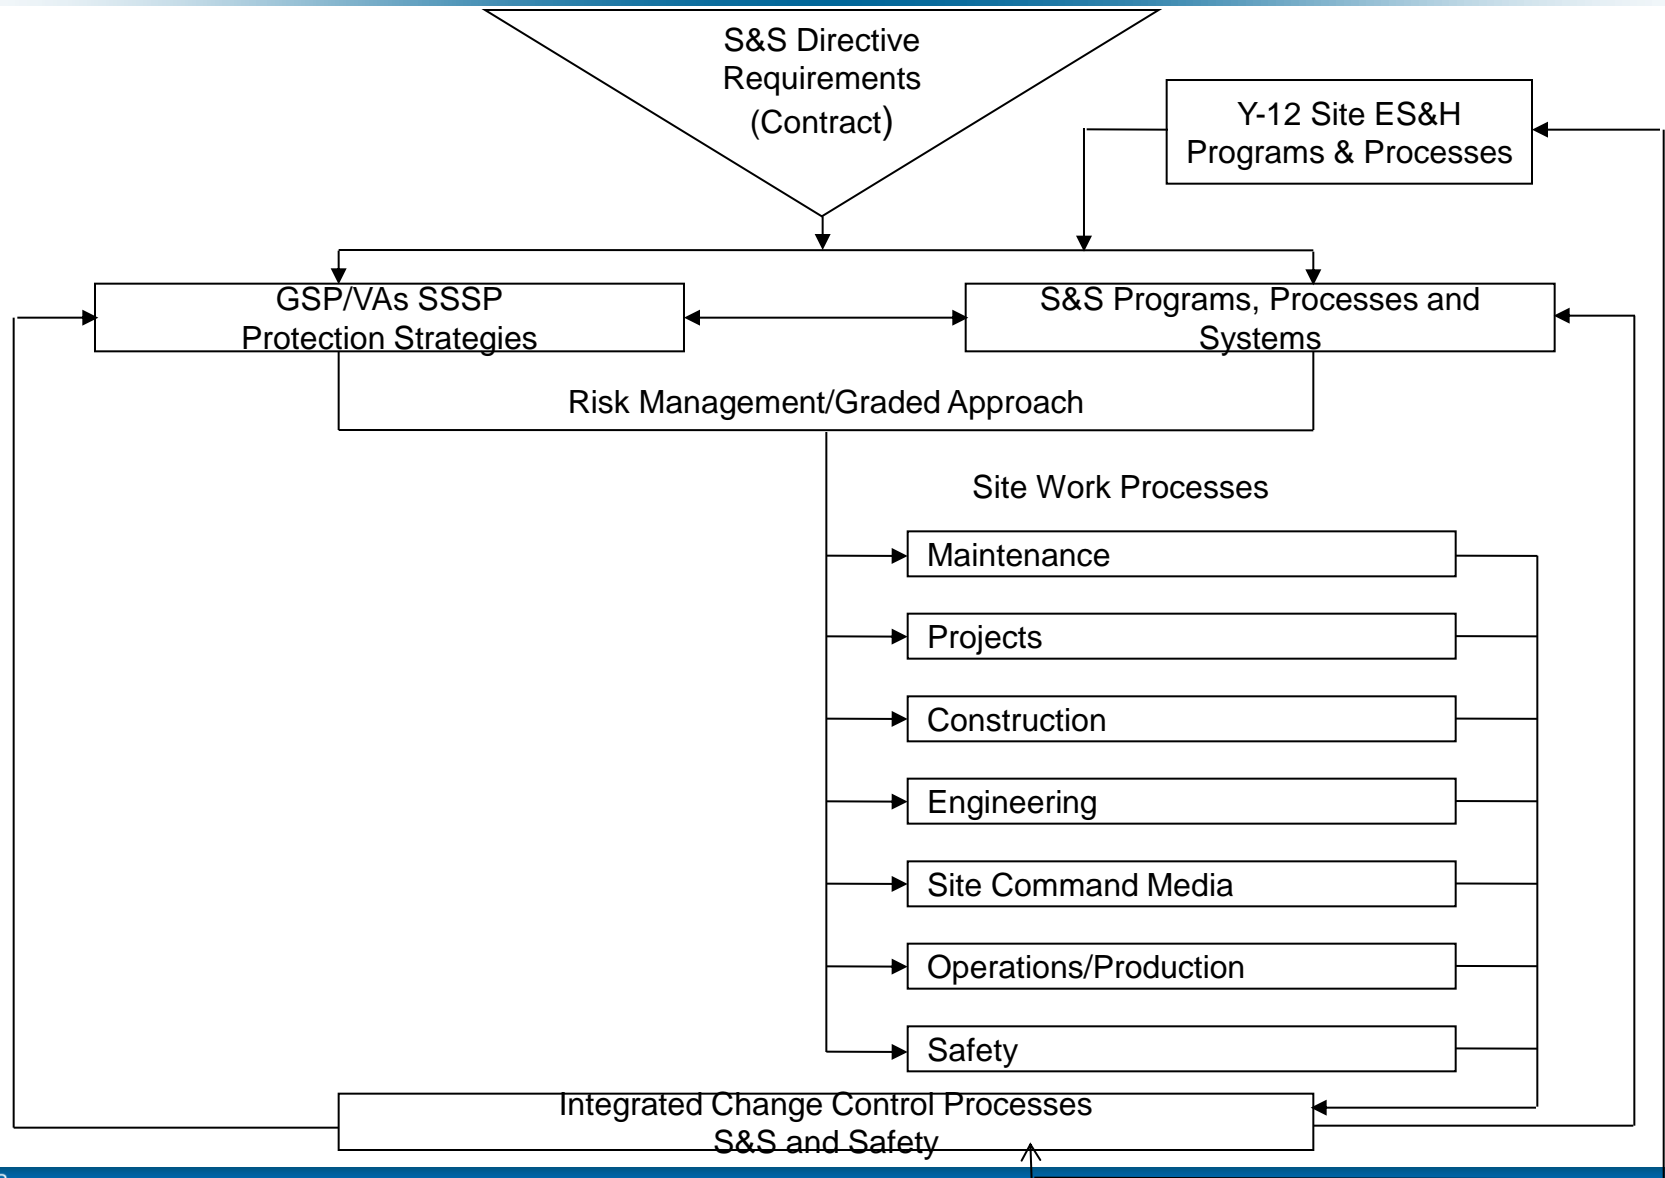 S&S Directive
Requirements
(Contract)
Y-12 Site ES&H
Programs & Processes
GSP/VAs SSSP
Protection Strategies
S&S Programs, Processes and
Systems
Risk Management/Graded Approach
Site Work Processes
Maintenance
Projects
Construction
Engineering
Site Command Media
Operations/Production
Safety
Integrated Change Control Processes
S&S and Safety